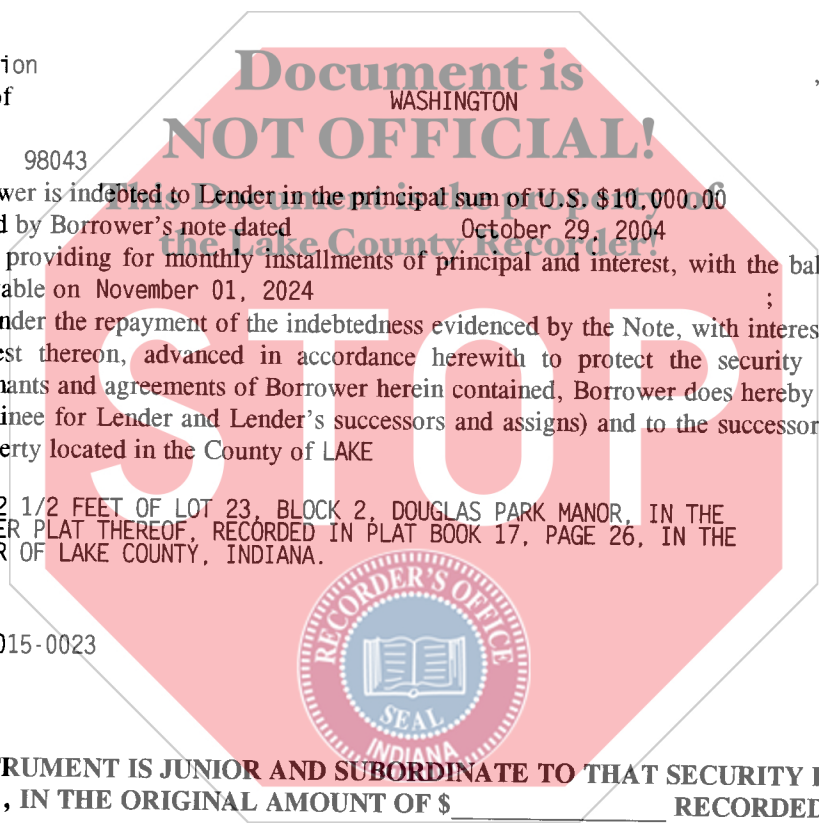 ion
Document is
of WASHINGTON ,
NOT OFFICIAL!
98043
This Document is the property of
wer is indebted to Lender in the principal sum of U.S. $10,000.00
d by Borrower's note dated October 29, 2004
the Lake County Recorder!
providing for monthly installments of principal and interest, with the bal
able on November 01, 2024 ;
nder the repayment of the indebtedness evidenced by the Note, with interes
est thereon, advanced in accordance herewith to protect the security
nants and agreements of Borrower herein contained, Borrower does hereby
inee for Lender and Lender's successors and assigns) and to the successor
erty located in the County of LAKE
STOP
2 1/2 FEET OF LOT 23, BLOCK 2, DOUGLAS PARK MANOR, IN THE
ER PLAT THEREOF, RECORDED IN PLAT BOOK 17, PAGE 26, IN THE
R OF LAKE COUNTY, INDIANA.
RECORDER'S OFFICE
015-0023
SEAL
INDIANA
TRUMENT IS JUNIOR AND SUBORDINATE TO THAT SECURITY I
, IN THE ORIGINAL AMOUNT OF $______________ RECORDED